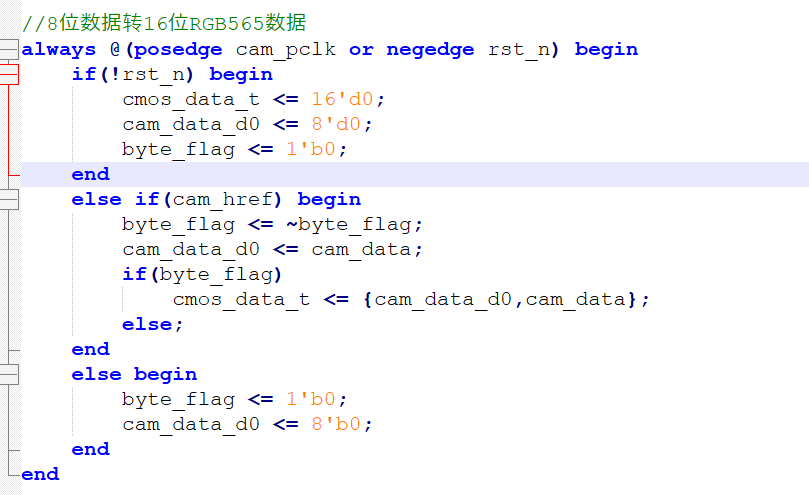 //8位数据转16位RGB565数据
always @(posedge cam_pclk or negedge rst_n) begin
    if(!rst_n) begin
        cmos_data_t <= 16'd0;
        cam_data_d0 <= 8'd0;
        byte_flag <= 1'b0;
    end
    else if(cam_href) begin
        byte_flag <= ~byte_flag;
        cam_data_d0 <= cam_data;
        if(byte_flag)
            cmos_data_t <= {cam_data_d0,cam_data};
        else;
    end
    else begin
        byte_flag <= 1'b0;
        cam_data_d0 <= 8'b0;
    end
end